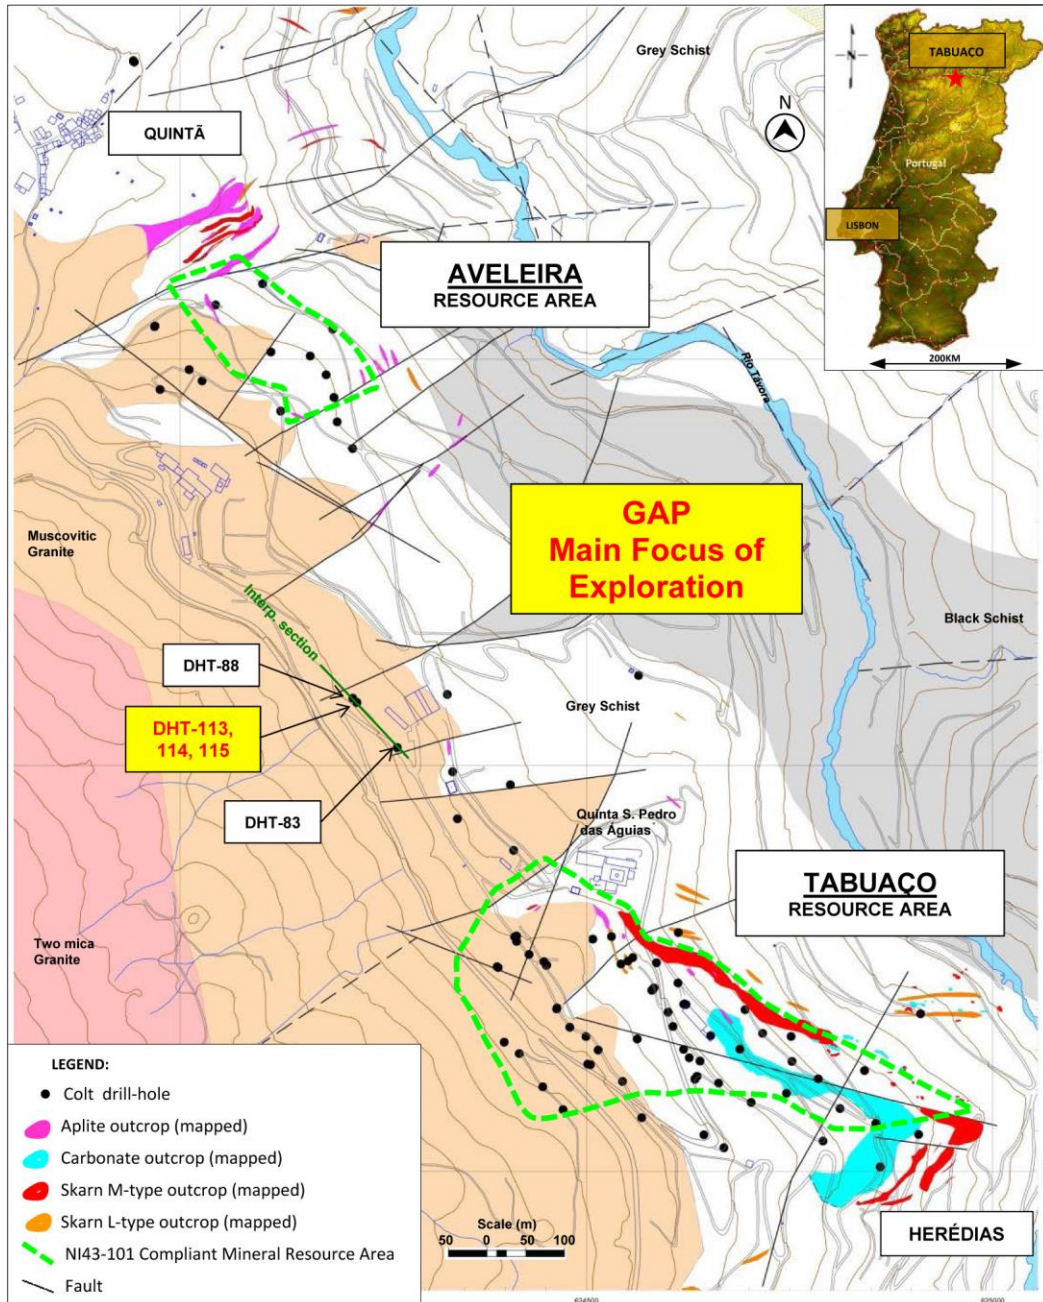 Grey Schist
N
TABUAÇO
QUINTÃ
N
Portugal
LISBON
200KM
AVELEIRA
RESOURCE AREA
Rio Távora
GAP
Main Focus of
Exploration
Muscovitic
Granite
Interp. section
Black Schist
DHT-88
Grey Schist
DHT-113,
114, 115
DHT-83
Quinta S. Pedro
das Águias
TABUAÇO
RESOURCE AREA
Two mica
Granite
LEGEND:
Colt drill-hole
Aplite outcrop (mapped)
Carbonate outcrop (mapped)
Skarn M-type outcrop (mapped)
Skarn L-type outcrop (mapped)
NI43-101 Compliant Mineral Resource Area
Fault
Scale (m)
50 0 50 100
HERÉDIAS
624500
625000